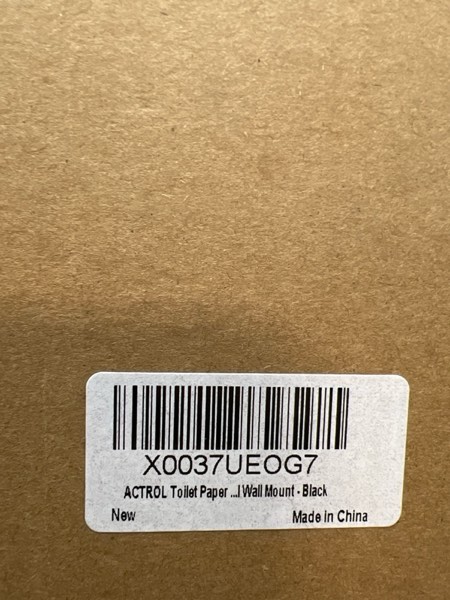 X0037UEOG7
ACTROL Toilet Paper ...l Wall Mount - Black
New
Made in China